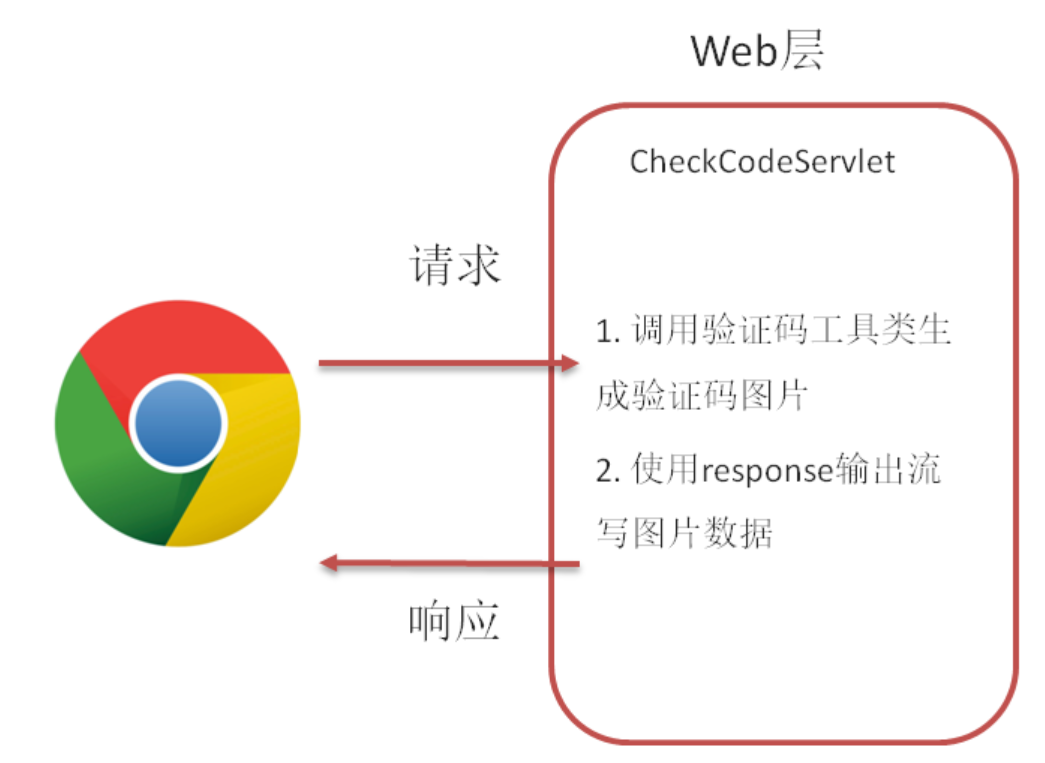 Web层
CheckCodeServlet
请求
1. 调用验证码工具类生
成验证码图片
2. 使用response输出流
写图片数据
响应